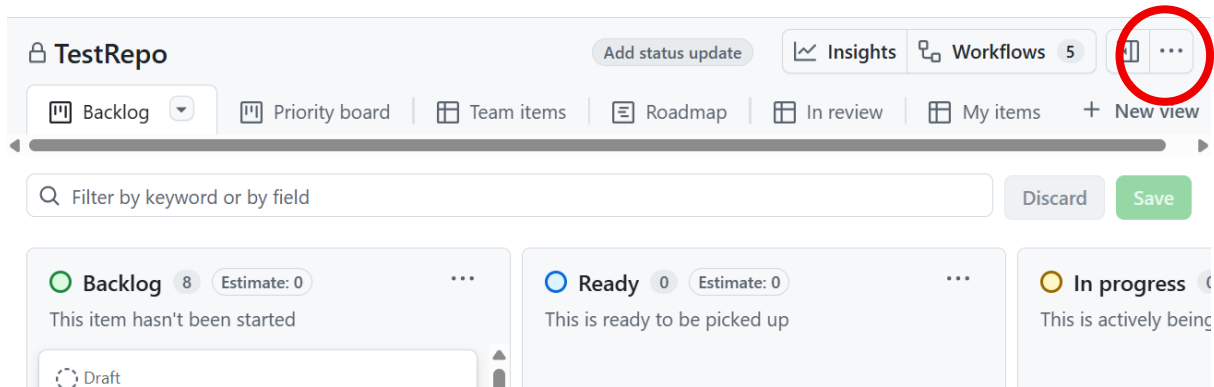 TestRepo Add status update Insights Workflows 5 ...
Backlog Priority board Team items Roadmap In review My items + New view
Filter by keyword or by field Discard Save
Backlog 8 Estimate: 0 ... Ready 0 Estimate: 0 ... In progress
This item hasn't been started This is ready to be picked up This is actively being
Draft